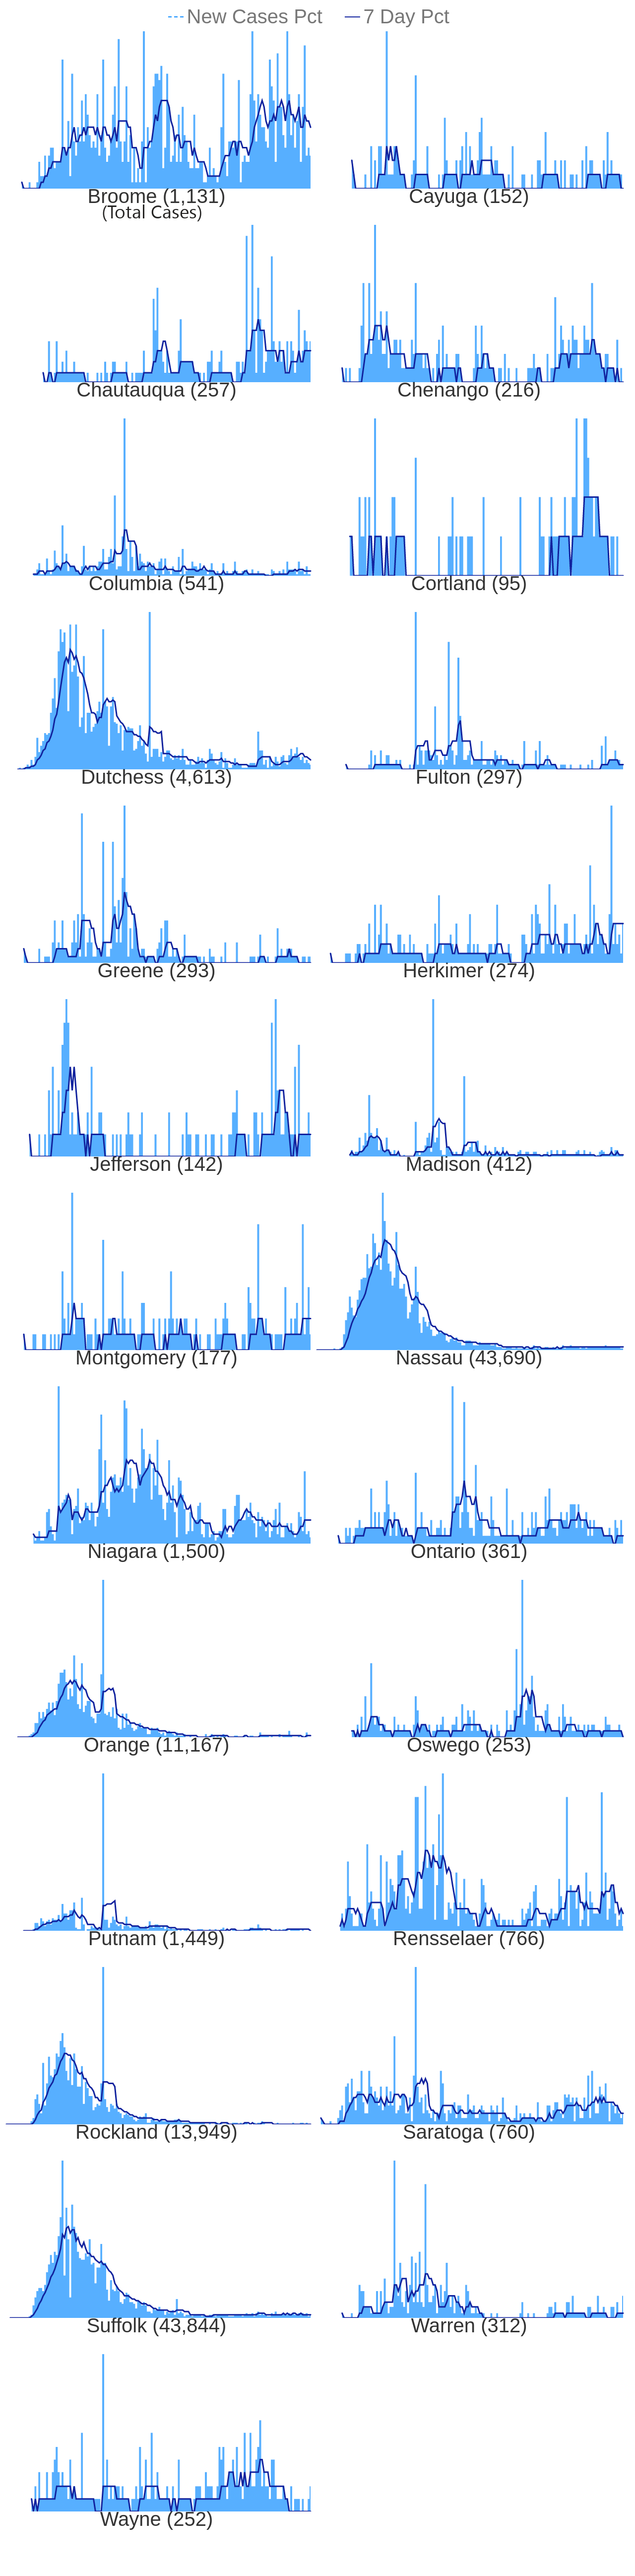 New Cases Pct 7 Day Pct
Broome (1,131) Cayuga (152)
(Total Cases)
Chautauqua (257) Chenango (216)
Columbia (541) Cortland (95)
Dutchess (4,613) Fulton (297)
Greene (293) Herkimer (274)
Jefferson (142) Madison (412)
Montgomery (177) Nassau (43,690)
Niagara (1,500) Ontario (361)
Orange (11,167) Oswego (253)
Putnam (1,449) Rensselaer (766)
Rockland (13,949) Saratoga (760)
Suffolk (43,844) Warren (312)
Wayne (252)